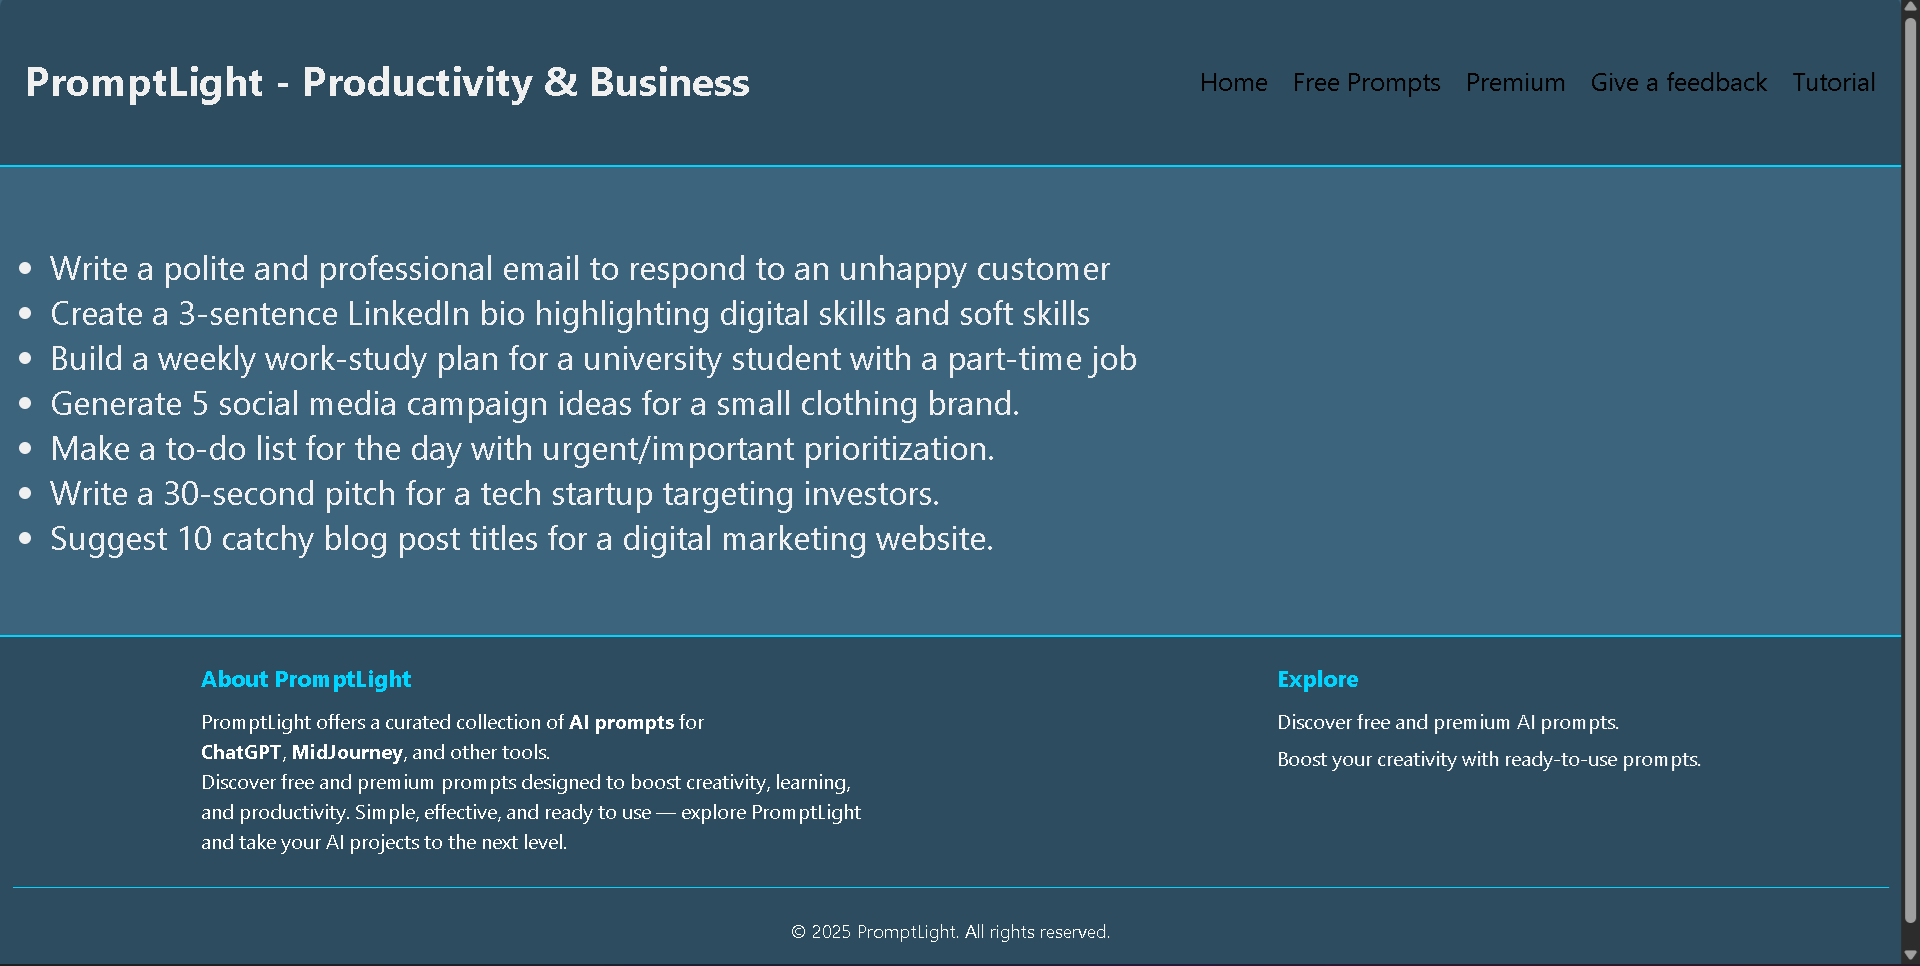 PromptLight - Productivity & Business
Home Free Prompts Premium Give a feedback Tutorial
• Write a polite and professional email to respond to an unhappy customer
• Create a 3-sentence LinkedIn bio highlighting digital skills and soft skills
• Build a weekly work-study plan for a university student with a part-time job
• Generate 5 social media campaign ideas for a small clothing brand.
• Make a to-do list for the day with urgent/important prioritization.
• Write a 30-second pitch for a tech startup targeting investors.
• Suggest 10 catchy blog post titles for a digital marketing website.
About PromptLight
PromptLight offers a curated collection of AI prompts for
ChatGPT, MidJourney, and other tools.
Discover free and premium prompts designed to boost creativity, learning,
and productivity. Simple, effective, and ready to use — explore PromptLight
and take your AI projects to the next level.
Explore
Discover free and premium AI prompts.
Boost your creativity with ready-to-use prompts.
© 2025 PromptLight. All rights reserved.